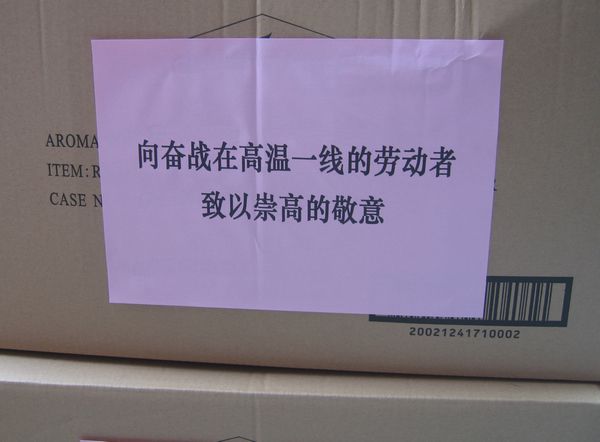 向奋战在高温一线的劳动者
致以崇高的敬意
AROMA
ITEM: R
CASE N
20021241710002